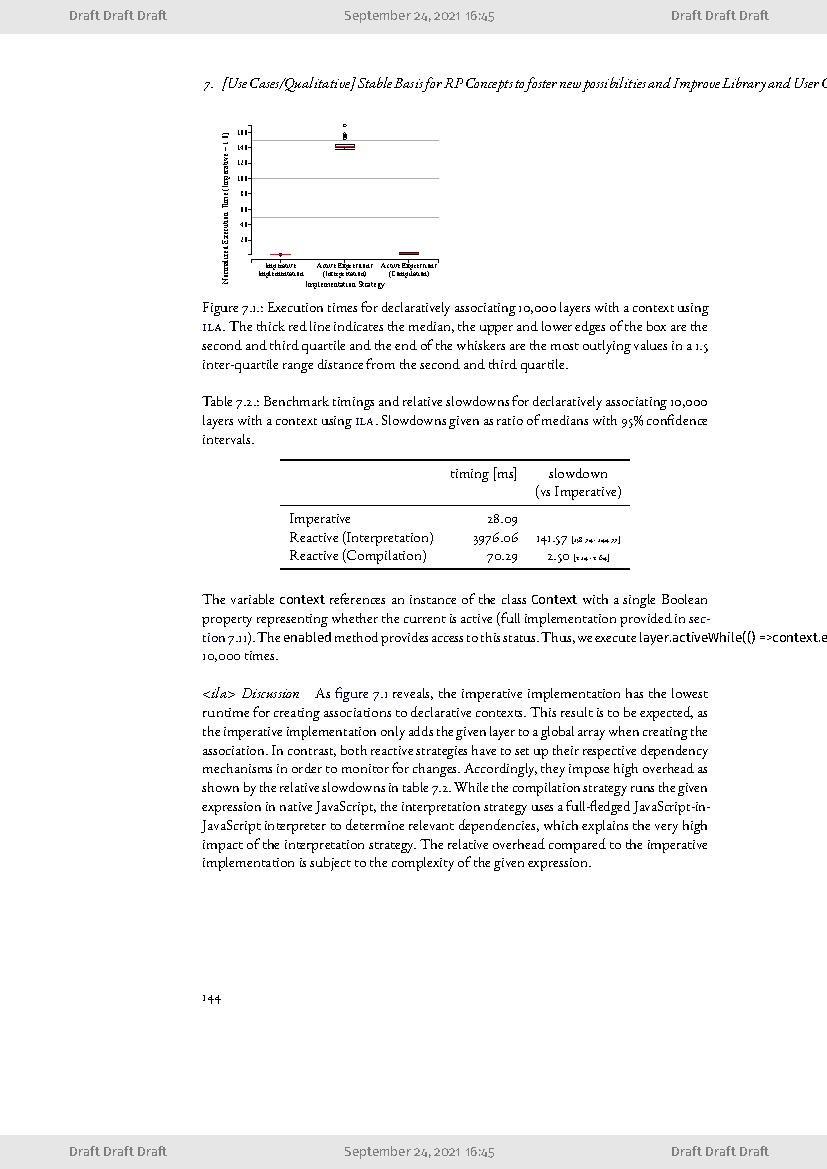 Draft Draft Draft September 24, 2021 16:45 Draft Draft Draft
7. [Use Cases/Qualitative] Stable Basis for RP Concepts to foster new possibilities and Improve Library and User
160
140
120
100
80
60
40
20
Normalized Execution Time (Imperative = 1.0)
Imperative Active Expression Active Expression
Implementation (Interpretation) (Compilation)
Implementation Strategy
Figure 7.1.: Execution times for declaratively associating 10,000 layers with a context using
ILA. The thick red line indicates the median, the upper and lower edges of the box are the
second and third quartile and the end of the whiskers are the most outlying values in a 1.5
inter-quartile range distance from the second and third quartile.
Table 7.2.: Benchmark timings and relative slowdowns for declaratively associating 10,000
layers with a context using ILA. Slowdowns given as ratio of medians with 95% confidence
intervals.
timing [ms] slowdown
(vs Imperative)
Imperative 28.09
Reactive (Interpretation) 3976.06 141.57
Reactive (Compilation) 70.29 2.50
The variable context references an instance of the class Context with a single Boolean
property representing whether the current is active (full implementation provided in sec-
tion 7.11). The enabled method provides access to this status. Thus, we execute layer.activeWhile(() =>context.e
10,000 times.
<ila> Discussion As figure 7.1 reveals, the imperative implementation has the lowest
runtime for creating associations to declarative contexts. This result is to be expected, as
the imperative implementation only adds the given layer to a global array when creating the
association. In contrast, both reactive strategies have to set up their respective dependency
mechanisms in order to monitor for changes. Accordingly, they impose high overhead as
shown by the relative slowdowns in table 7.2. While the compilation strategy runs the given
expression in native JavaScript, the interpretation strategy uses a full-fledged JavaScript-in-
JavaScript interpreter to determine relevant dependencies, which explains the very high
impact of the interpretation strategy. The relative overhead compared to the imperative
implementation is subject to the complexity of the given expression.
144
Draft Draft Draft September 24, 2021 16:45 Draft Draft Draft